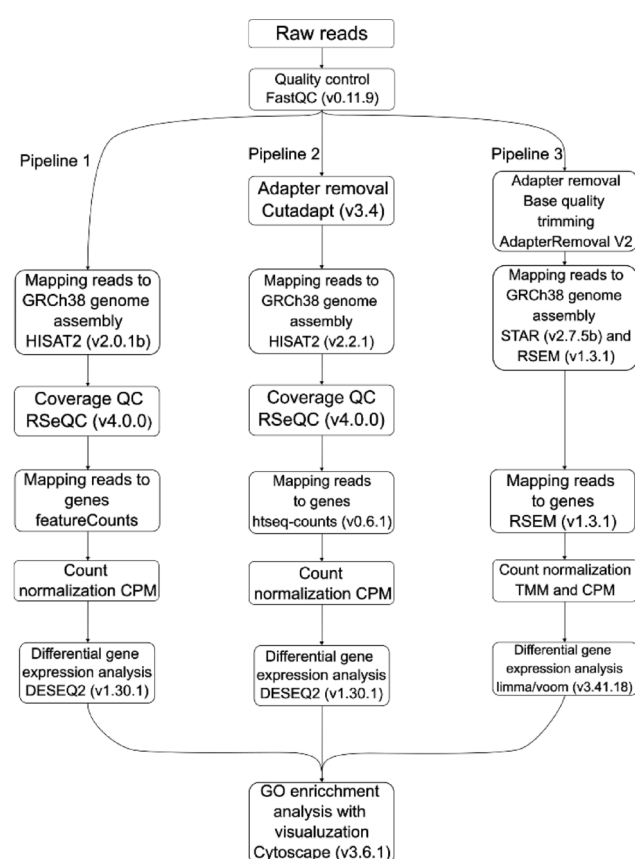 Raw reads
Quality control
FastQC (v0.11.9)
Pipeline 1
Pipeline 2
Pipeline 3
Adapter removal
Cutadapt (v3.4)
Adapter removal
Base quality
trimming
AdapterRemoval V2
Mapping reads to
GRCh38 genome
assembly
HISAT2 (v2.0.1b)
Mapping reads to
GRCh38 genome
assembly
HISAT2 (v2.2.1)
Mapping reads to
GRCh38 genome
assembly
STAR (v2.7.5b) and
RSEM (v1.3.1)
Coverage QC
RSeQC (v4.0.0)
Coverage QC
RSeQC (v4.0.0)
Mapping reads to
genes
featureCounts
Mapping reads
to genes
htseq-counts (v0.6.1)
Mapping reads
to genes
RSEM (v1.3.1)
Count
normalization CPM
Count
normalization CPM
Count normalization
TMM and CPM
Differential gene
expression analysis
DESEQ2 (v1.30.1)
Differential gene
expression analysis
DESEQ2 (v1.30.1)
Differential gene
expression analysis
limma/voom (v3.41.18)
GO enricchment
analysis with
visualuzation
Cytoscape (v3.6.1)